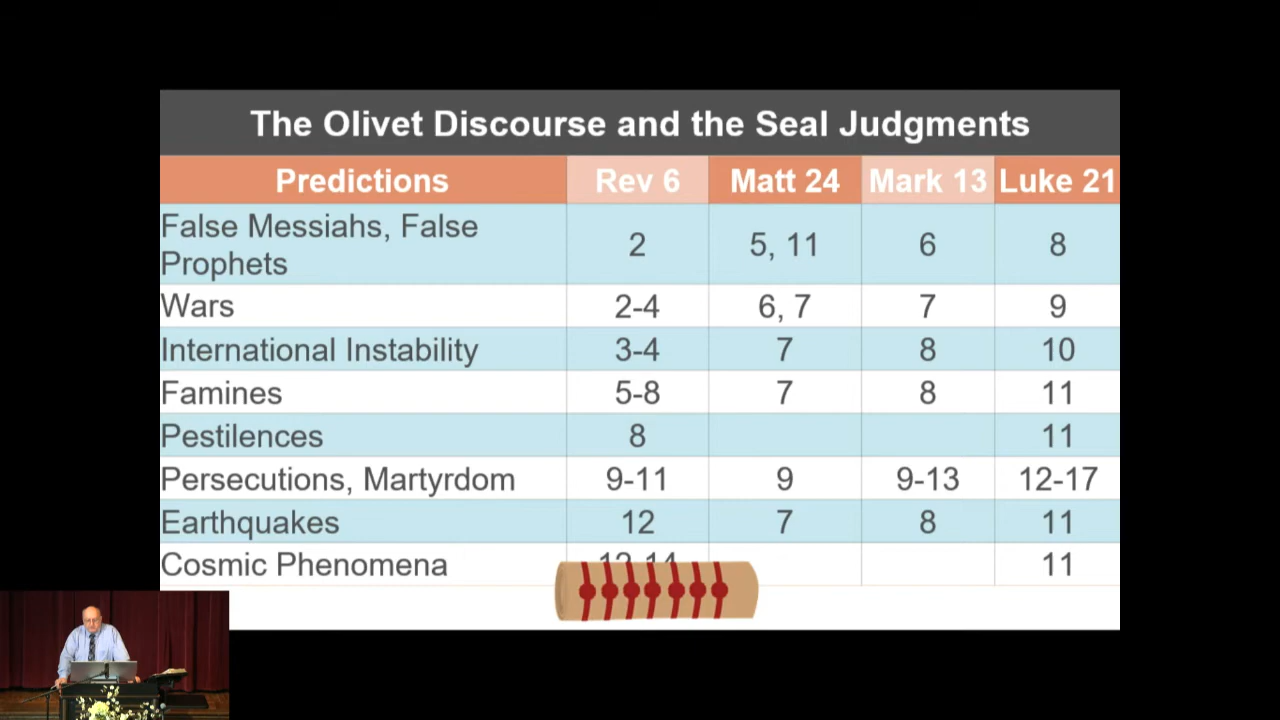 The Olivet Discourse and the Seal Judgments
Predictions Rev 6 Matt 24 Mark 13 Luke 21
False Messiahs, False
Prophets 2 5, 11 6 8
Wars 2-4 6, 7 7 9
International Instability 3-4 7 8 10
Famines 5-8 7 8 11
Pestilences 8 11
Persecutions, Martyrdom 9-11 9 9-13 12-17
Earthquakes 12 7 8 11
Cosmic Phenomena 11